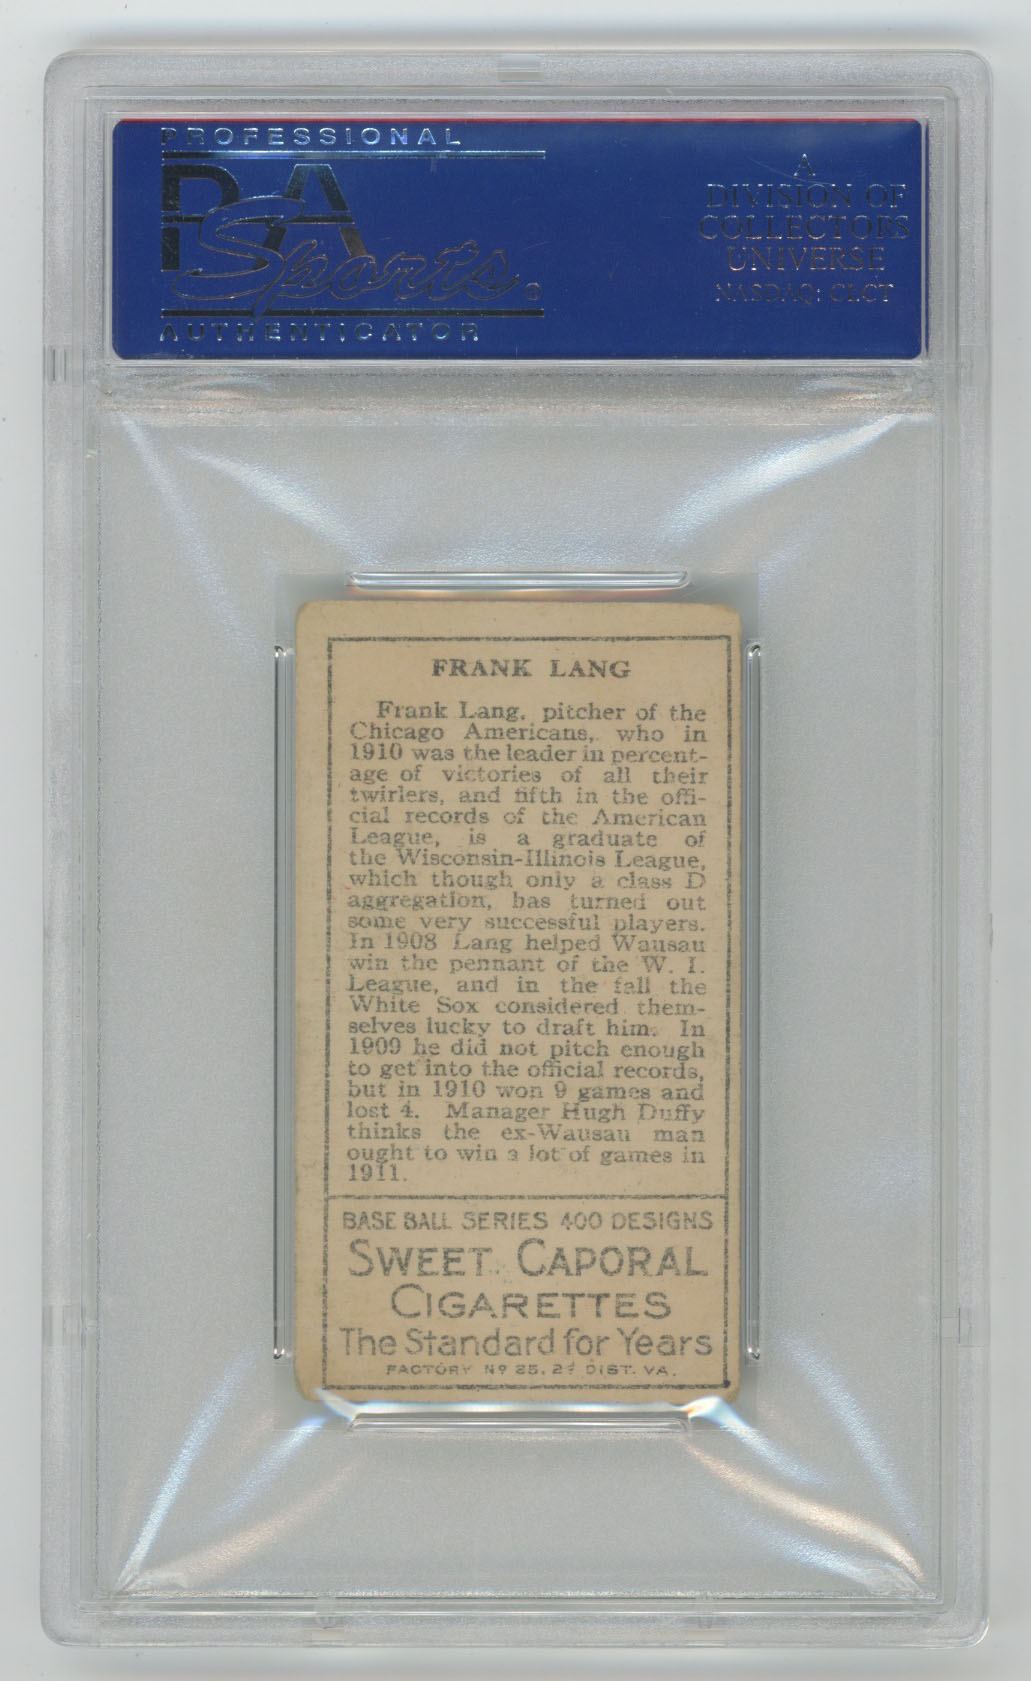 PROFESSIONAL
PSA
Sports
AUTHENTICATOR
A
DIVISION OF
COLLECTORS
UNIVERSE
NASDAQ: CLCT
FRANK LANG
Frank Lang, pitcher of the
Chicago Americans, who in
1910 was the leader in percent-
age of victories of all their
twirlers, and fifth in the offi-
cial records of the American
League, is a graduate of
the Wisconsin-Illinois League,
which though only a class D
aggregation, has turned out
some very successful players.
In 1908 Lang helped Wausau
win the pennant of the W. I.
League, and in the fall the
White Sox considered them-
selves lucky to draft him. In
1909 he did not pitch enough
to get into the official records,
but in 1910 won 9 games and
lost 4. Manager Hugh Duffy
thinks the ex-Wausau man
ought to win a lot of games in
1911.
BASE BALL SERIES 400 DESIGNS
SWEET CAPORAL
CIGARETTES
The Standard for Years
FACTORY Nº 25, 2d DIST. VA.